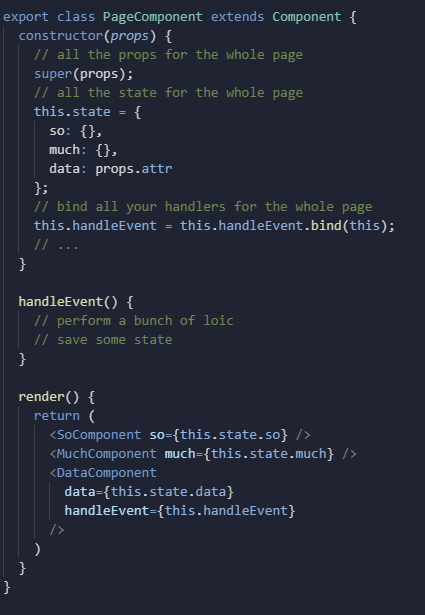 export class PageComponent extends Component {
  constructor(props) {
    // all the props for the whole page
    super(props);
    // all the state for the whole page
    this.state = {
      so: {},
      much: {},
      data: props.attr
    };
    // bind all your handlers for the whole page
    this.handleEvent = this.handleEvent.bind(this);
    // ...
  }

  handleEvent() {
    // perform a bunch of loic
    // save some state
  }

  render() {
    return (
      <SoComponent so={this.state.so} />
      <MuchComponent much={this.state.much} />
      <DataComponent
        data={this.state.data}
        handleEvent={this.handleEvent}
      />
    )
  }
}